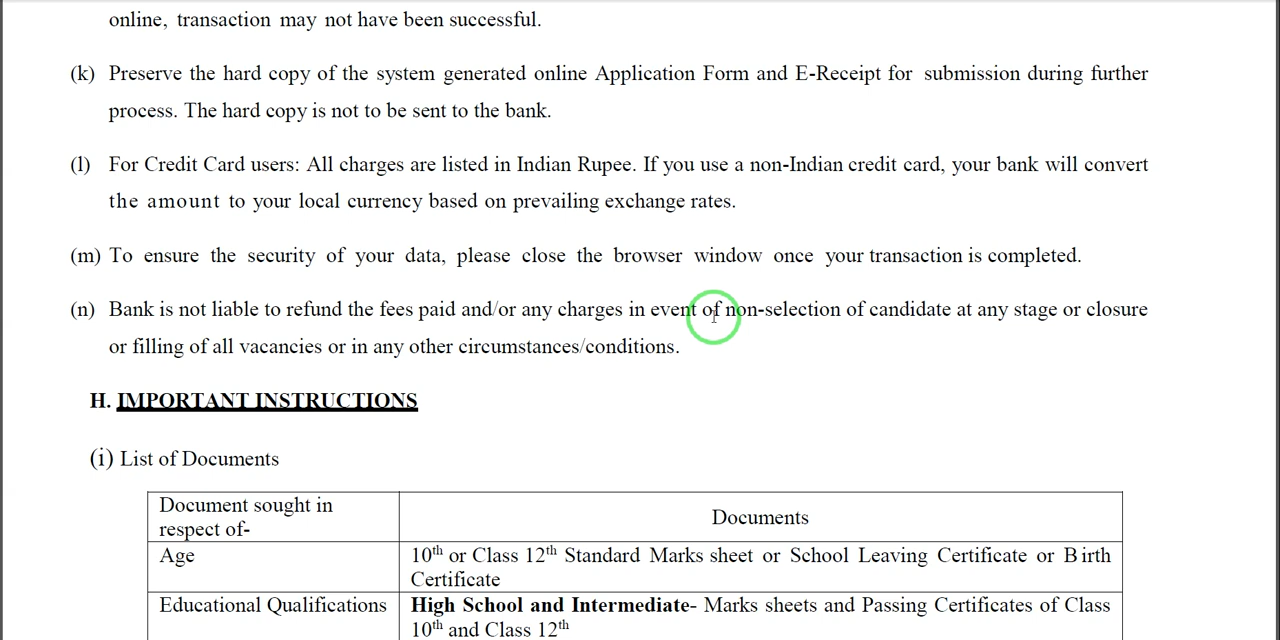 online, transaction may not have been successful.
(k) Preserve the hard copy of the system generated online Application Form and E-Receipt for submission during further
process. The hard copy is not to be sent to the bank.
(l) For Credit Card users: All charges are listed in Indian Rupee. If you use a non-Indian credit card, your bank will convert
the amount to your local currency based on prevailing exchange rates.
(m) To ensure the security of your data, please close the browser window once your transaction is completed.
(n) Bank is not liable to refund the fees paid and/or any charges in event of non-selection of candidate at any stage or closure
or filling of all vacancies or in any other circumstances/conditions.
H. IMPORTANT INSTRUCTIONS
(i) List of Documents
Document sought in
respect of-
Documents
Age
10th or Class 12th Standard Marks sheet or School Leaving Certificate or Birth
Certificate
Educational Qualifications
High School and Intermediate- Marks sheets and Passing Certificates of Class
10th and Class 12th